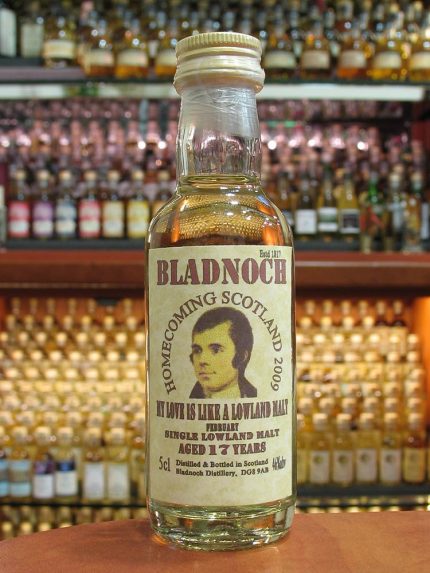 Estd 1817
BLADNOCH
HOMECOMING SCOTLAND 2009
MY LOVE IS LIKE A LOWLAND MALT
FEBRUARY
SINGLE LOWLAND MALT
AGED 17 YEARS
5cl Distilled & Bottled in Scotland
Bladnoch Distillery, DG8 9AB